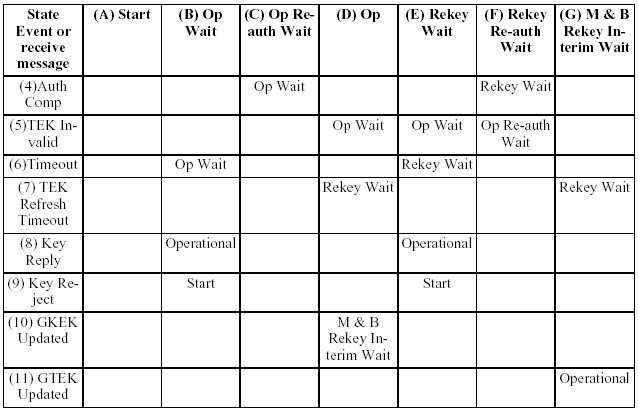 State
Event or
receive
message
(A) Start
(B) Op
Wait
(C) Op Re-
auth Wait
(D) Op
(E) Rekey
Wait
(F) Rekey
Re-auth
Wait
(G) M & B
Rekey In-
terim Wait
(4)Auth
Comp
Op Wait
Rekey Wait
(5)TEK In-
valid
Op Wait
Op Wait
Op Re-auth
Wait
(6)Timeout
Op Wait
Rekey Wait
(7) TEK
Refresh
Timeout
Rekey Wait
Rekey Wait
(8) Key
Reply
Operational
Operational
(9) Key Re-
ject
Start
Start
(10) GKEK
Updated
M & B
Rekey In-
terim Wait
(11) GTEK
Updated
Operational